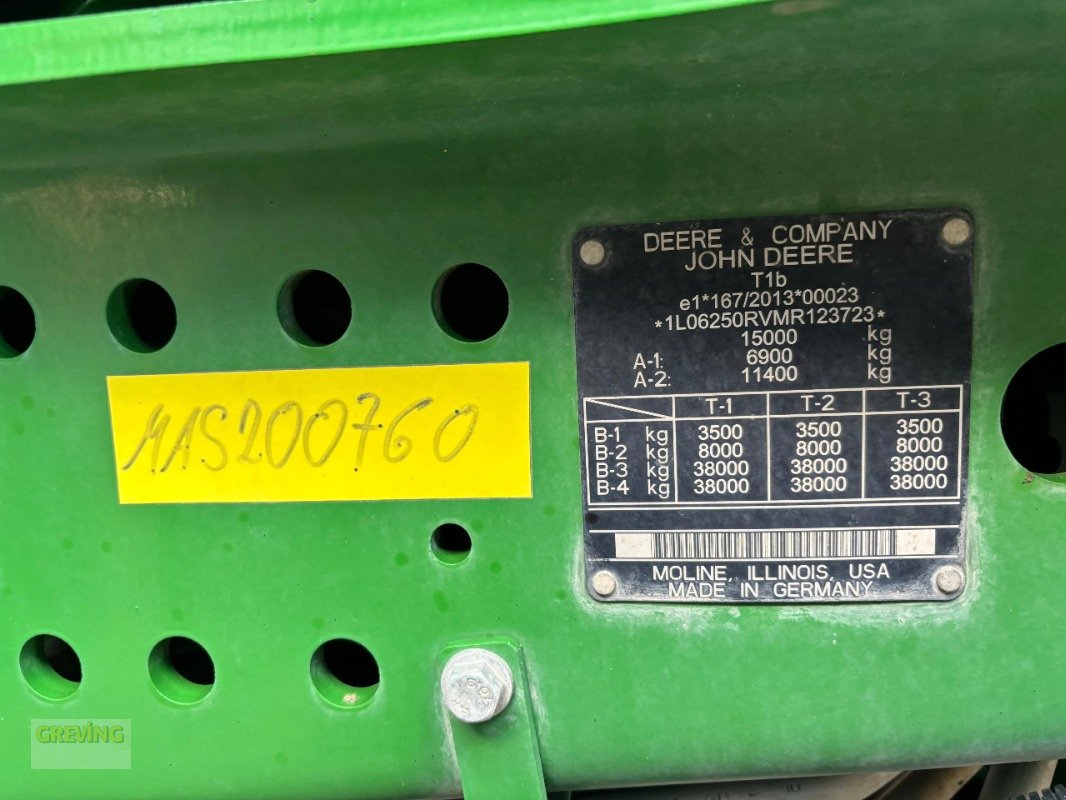 MAS200760
DEERE & COMPANY
JOHN DEERE
T1b
e1*167/2013*00023
*1L06250RVMR123723*
15000 kg
A-1: 6900 kg
A-2: 11400 kg
T-1 T-2 T-3
B-1 kg 3500 3500 3500
B-2 kg 8000 8000 8000
B-3 kg 38000 38000 38000
B-4 kg 38000 38000 38000
MOLINE, ILLINOIS, USA
MADE IN GERMANY
GREVING